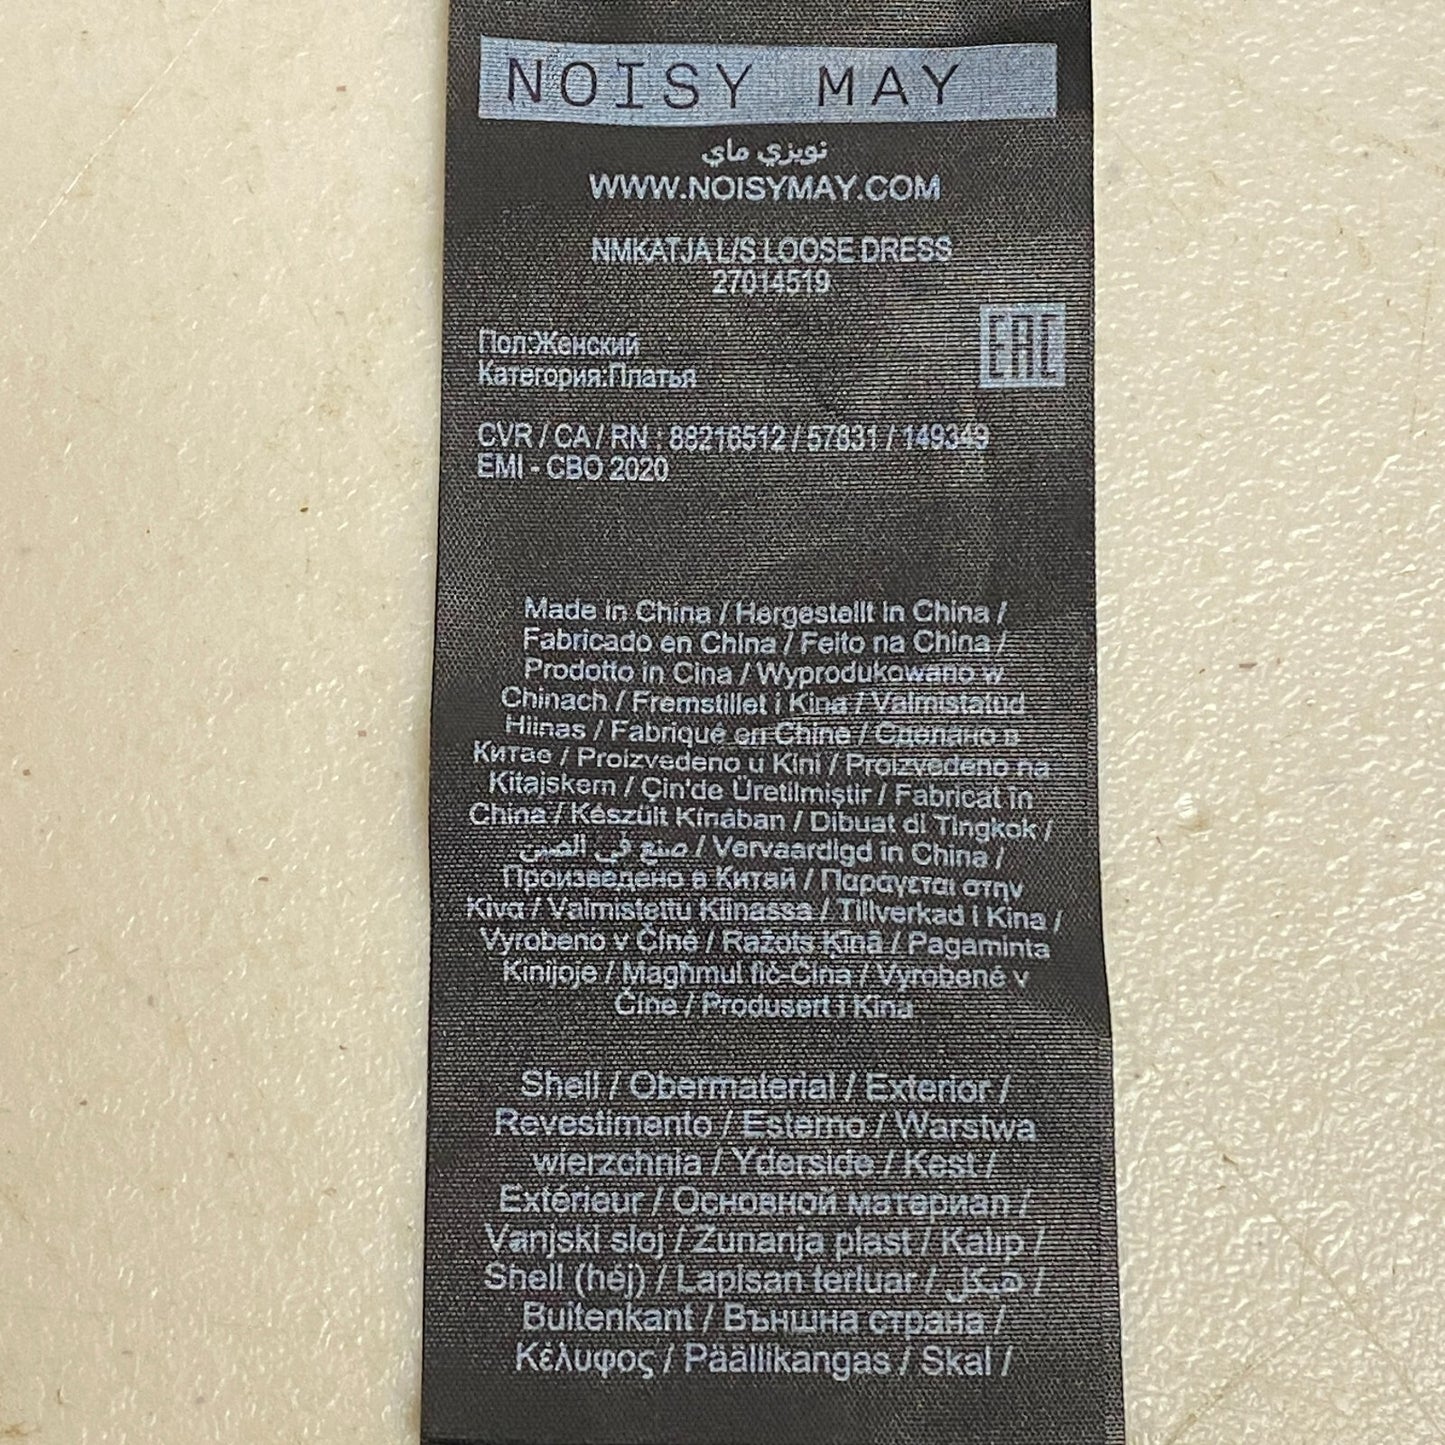 NOISY MAY
نويزي ماي
WWW.NOISYMAY.COM
NMKATJA L/S LOOSE DRESS
27014519
EAC
Пол:Женский
Категория:Платья
CVR / CA / RN : 88216512 / 57831 / 149349
EMI - CBO 2020
Made in China / Hergestellt in China /
Fabricado en China / Feito na China /
Prodotto in Cina / Wyprodukowano w
Chinach / Fremstillet i Kina / Valmistatud
Hiinas / Fabriqué en Chine / Сделано в
Китае / Proizvedeno u Kini / Proizvedeno na
Kitajskem / Çin'de Üretilmiştir / Fabricat în
China / Készült Kínában / Dibuat di Tingkok /
صنع في الصين / Vervaardigd in China /
Произведено в Китай / Παράγεται στην
Κίνα / Valmistettu Kiinassa / Tillverkad i Kina /
Vyrobeno v Číně / Ražots Ķīnā / Pagaminta
Kinijoje / Magħmul fiċ-Ċina / Vyrobené v
Číne / Produsert i Kina
Shell / Obermaterial / Exterior /
Revestimento / Esterno / Warstwa
wierzchnia / Yderside / Kest /
Extérieur / Основной материал /
Vanjski sloj / Zunanja plast / Kalıp /
Shell (héj) / Lapisan terluar / هيكل /
Buitenkant / Външна страна /
Κέλυφος / Päällikangas / Skal /